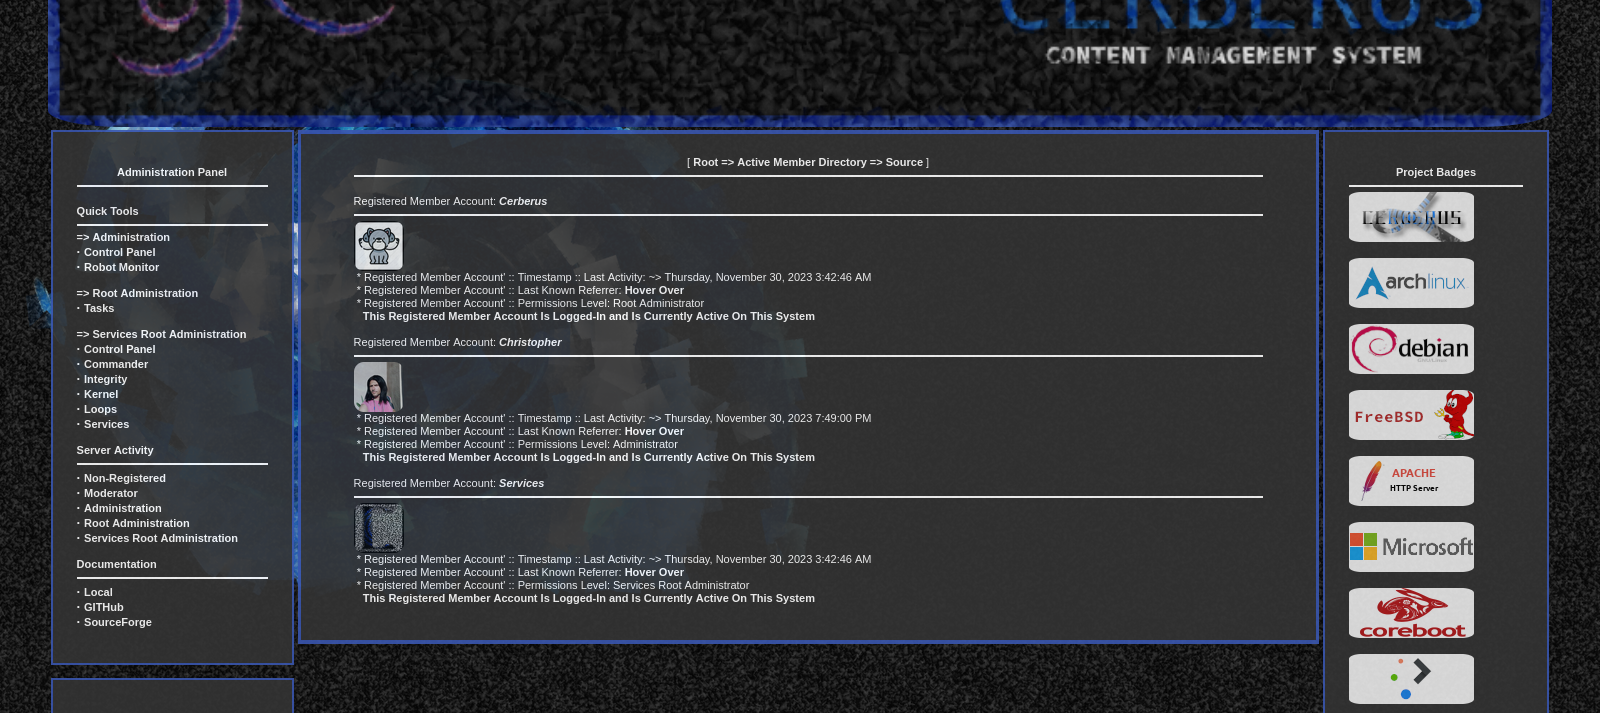 CERBERUS
CONTENT MANAGEMENT SYSTEM
Administration Panel
Quick Tools
=> Administration
· Control Panel
· Robot Monitor
=> Root Administration
· Tasks
=> Services Root Administration
· Control Panel
· Commander
· Integrity
· Kernel
· Loops
· Services
Server Activity
· Non-Registered
· Moderator
· Administration
· Root Administration
· Services Root Administration
Documentation
· Local
· GITHub
· SourceForge
[ Root => Active Member Directory => Source ]
Registered Member Account: Cerberus
* Registered Member Account' :: Timestamp :: Last Activity: ~> Thursday, November 30, 2023 3:42:46 AM
* Registered Member Account' :: Last Known Referrer: Hover Over
* Registered Member Account' :: Permissions Level: Root Administrator
This Registered Member Account Is Logged-In and Is Currently Active On This System
Registered Member Account: Christopher
* Registered Member Account' :: Timestamp :: Last Activity: ~> Thursday, November 30, 2023 7:49:00 PM
* Registered Member Account' :: Last Known Referrer: Hover Over
* Registered Member Account' :: Permissions Level: Administrator
This Registered Member Account Is Logged-In and Is Currently Active On This System
Registered Member Account: Services
* Registered Member Account' :: Timestamp :: Last Activity: ~> Thursday, November 30, 2023 3:42:46 AM
* Registered Member Account' :: Last Known Referrer: Hover Over
* Registered Member Account' :: Permissions Level: Services Root Administrator
This Registered Member Account Is Logged-In and Is Currently Active On This System
Project Badges
CERBERUS
archlinux
debian
FreeBSD
APACHE
HTTP Server
Microsoft
coreboot